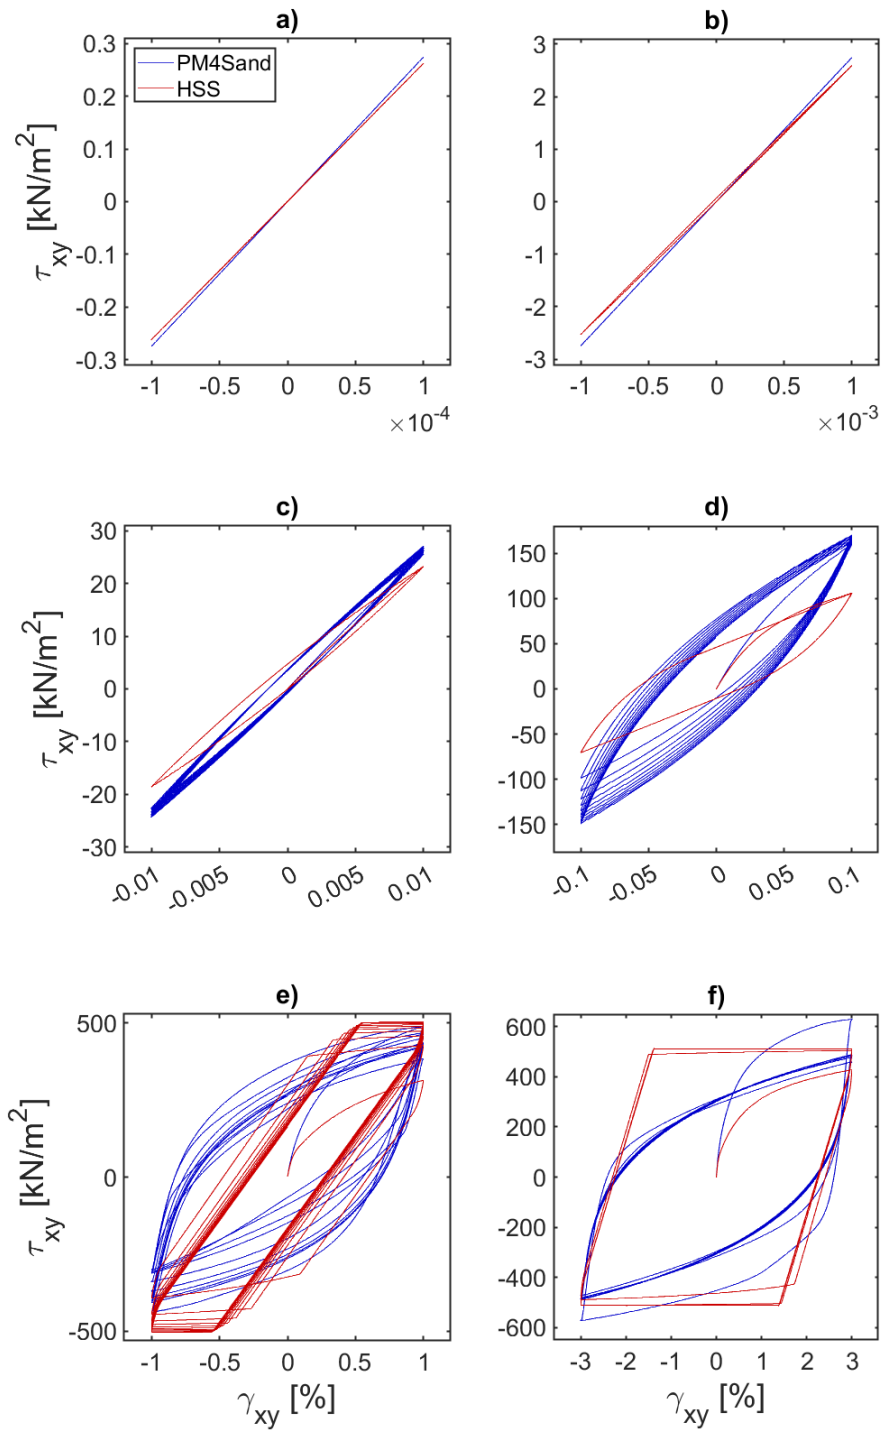 a)
b)
0.3
0.2
0.1
0
-0.1
-0.2
-0.3
τxy [kN/m2]
PM4Sand
HSS
-1 -0.5 0 0.5 1
×10-4
3
2
1
0
-1
-2
-3
-1 -0.5 0 0.5 1
×10-3
c)
d)
30
20
10
0
-10
-20
-30
τxy [kN/m2]
-0.01 -0.005 0 0.005 0.01
150
100
50
0
-50
-100
-150
-0.1 -0.05 0 0.05 0.1
e)
f)
500
0
-500
τxy [kN/m2]
-1 -0.5 0 0.5 1
γxy [%]
600
400
200
0
-200
-400
-600
-3 -2 -1 0 1 2 3
γxy [%]